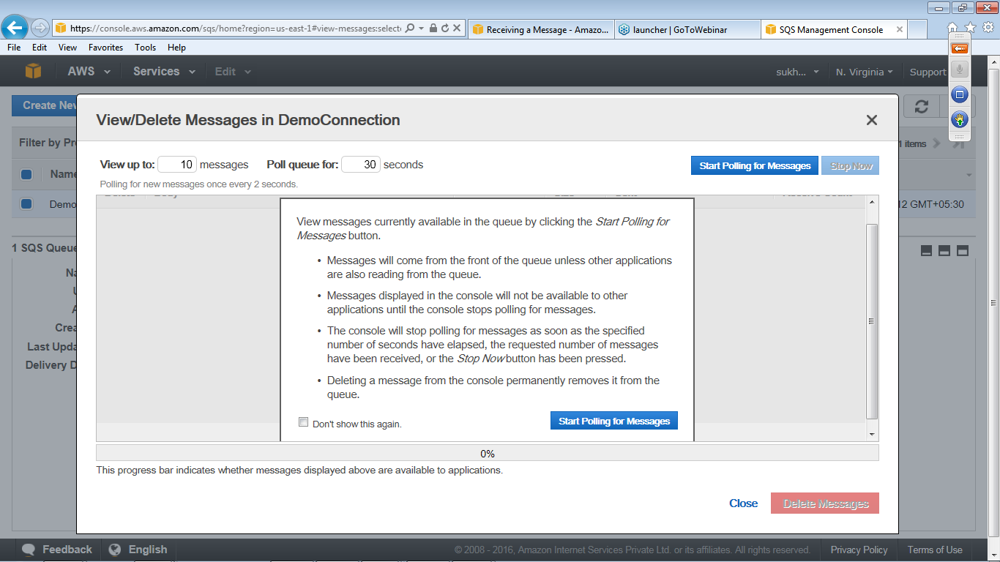 https://console.aws.amazon.com/sqs/home?region=us-east-1#view-messages:selecte
Receiving a Message - Amazo...
launcher | GoToWebinar
SQS Management Console
File Edit View Favorites Tools Help
AWS Services Edit sukh... N. Virginia Support
Create New
View/Delete Messages in DemoConnection
Filter by Pre
1 items
View up to: 10 messages Poll queue for: 30 seconds
Start Polling for Messages Stop Now
Name
Polling for new messages once every 2 seconds.
Delete Body Size Sent Receive Count
Demo
12 GMT+05:30
View messages currently available in the queue by clicking the Start Polling for
Messages button.
• Messages will come from the front of the queue unless other applications
are also reading from the queue.
• Messages displayed in the console will not be available to other
applications until the console stops polling for messages.
• The console will stop polling for messages as soon as the specified
number of seconds have elapsed, the requested number of messages
have been received, or the Stop Now button has been pressed.
• Deleting a message from the console permanently removes it from the
queue.
Don't show this again.
Start Polling for Messages
1 SQS Queue
Na
U
A
Crea
Last Upda
Delivery D
0%
This progress bar indicates whether messages displayed above are available to applications.
Close Delete Messages
Feedback English
© 2008 - 2016, Amazon Internet Services Private Ltd. or its affiliates. All rights reserved. Privacy Policy Terms of Use